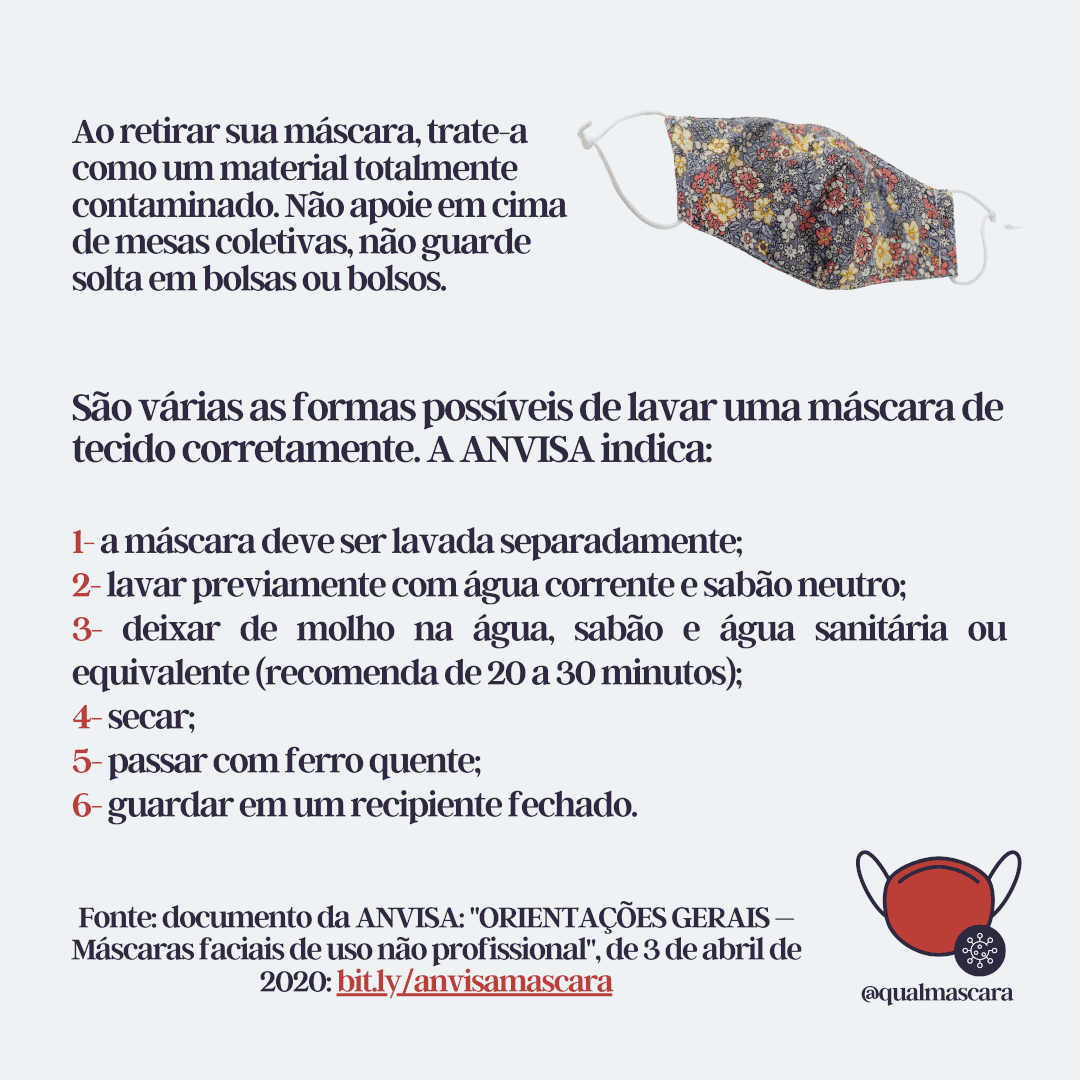 Ao retirar sua máscara, trate-a
como um material totalmente
contaminado. Não apoie em cima
de mesas coletivas, não guarde
solta em bolsas ou bolsos.
São várias as formas possíveis de lavar uma máscara de
tecido corretamente. A ANVISA indica:
1- a máscara deve ser lavada separadamente;
2- lavar previamente com água corrente e sabão neutro;
3- deixar de molho na água, sabão e água sanitária ou
equivalente (recomenda de 20 a 30 minutos);
4- secar;
5- passar com ferro quente;
6- guardar em um recipiente fechado.
Fonte: documento da ANVISA: "ORIENTAÇÕES GERAIS –
Máscaras faciais de uso não profissional", de 3 de abril de
2020: bit.ly/anvisamascara
@qualmascara